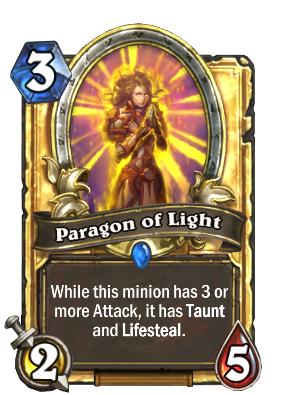 3
Paragon of Light
While this minion has 3 or
more Attack, it has Taunt
and Lifesteal.
2
5